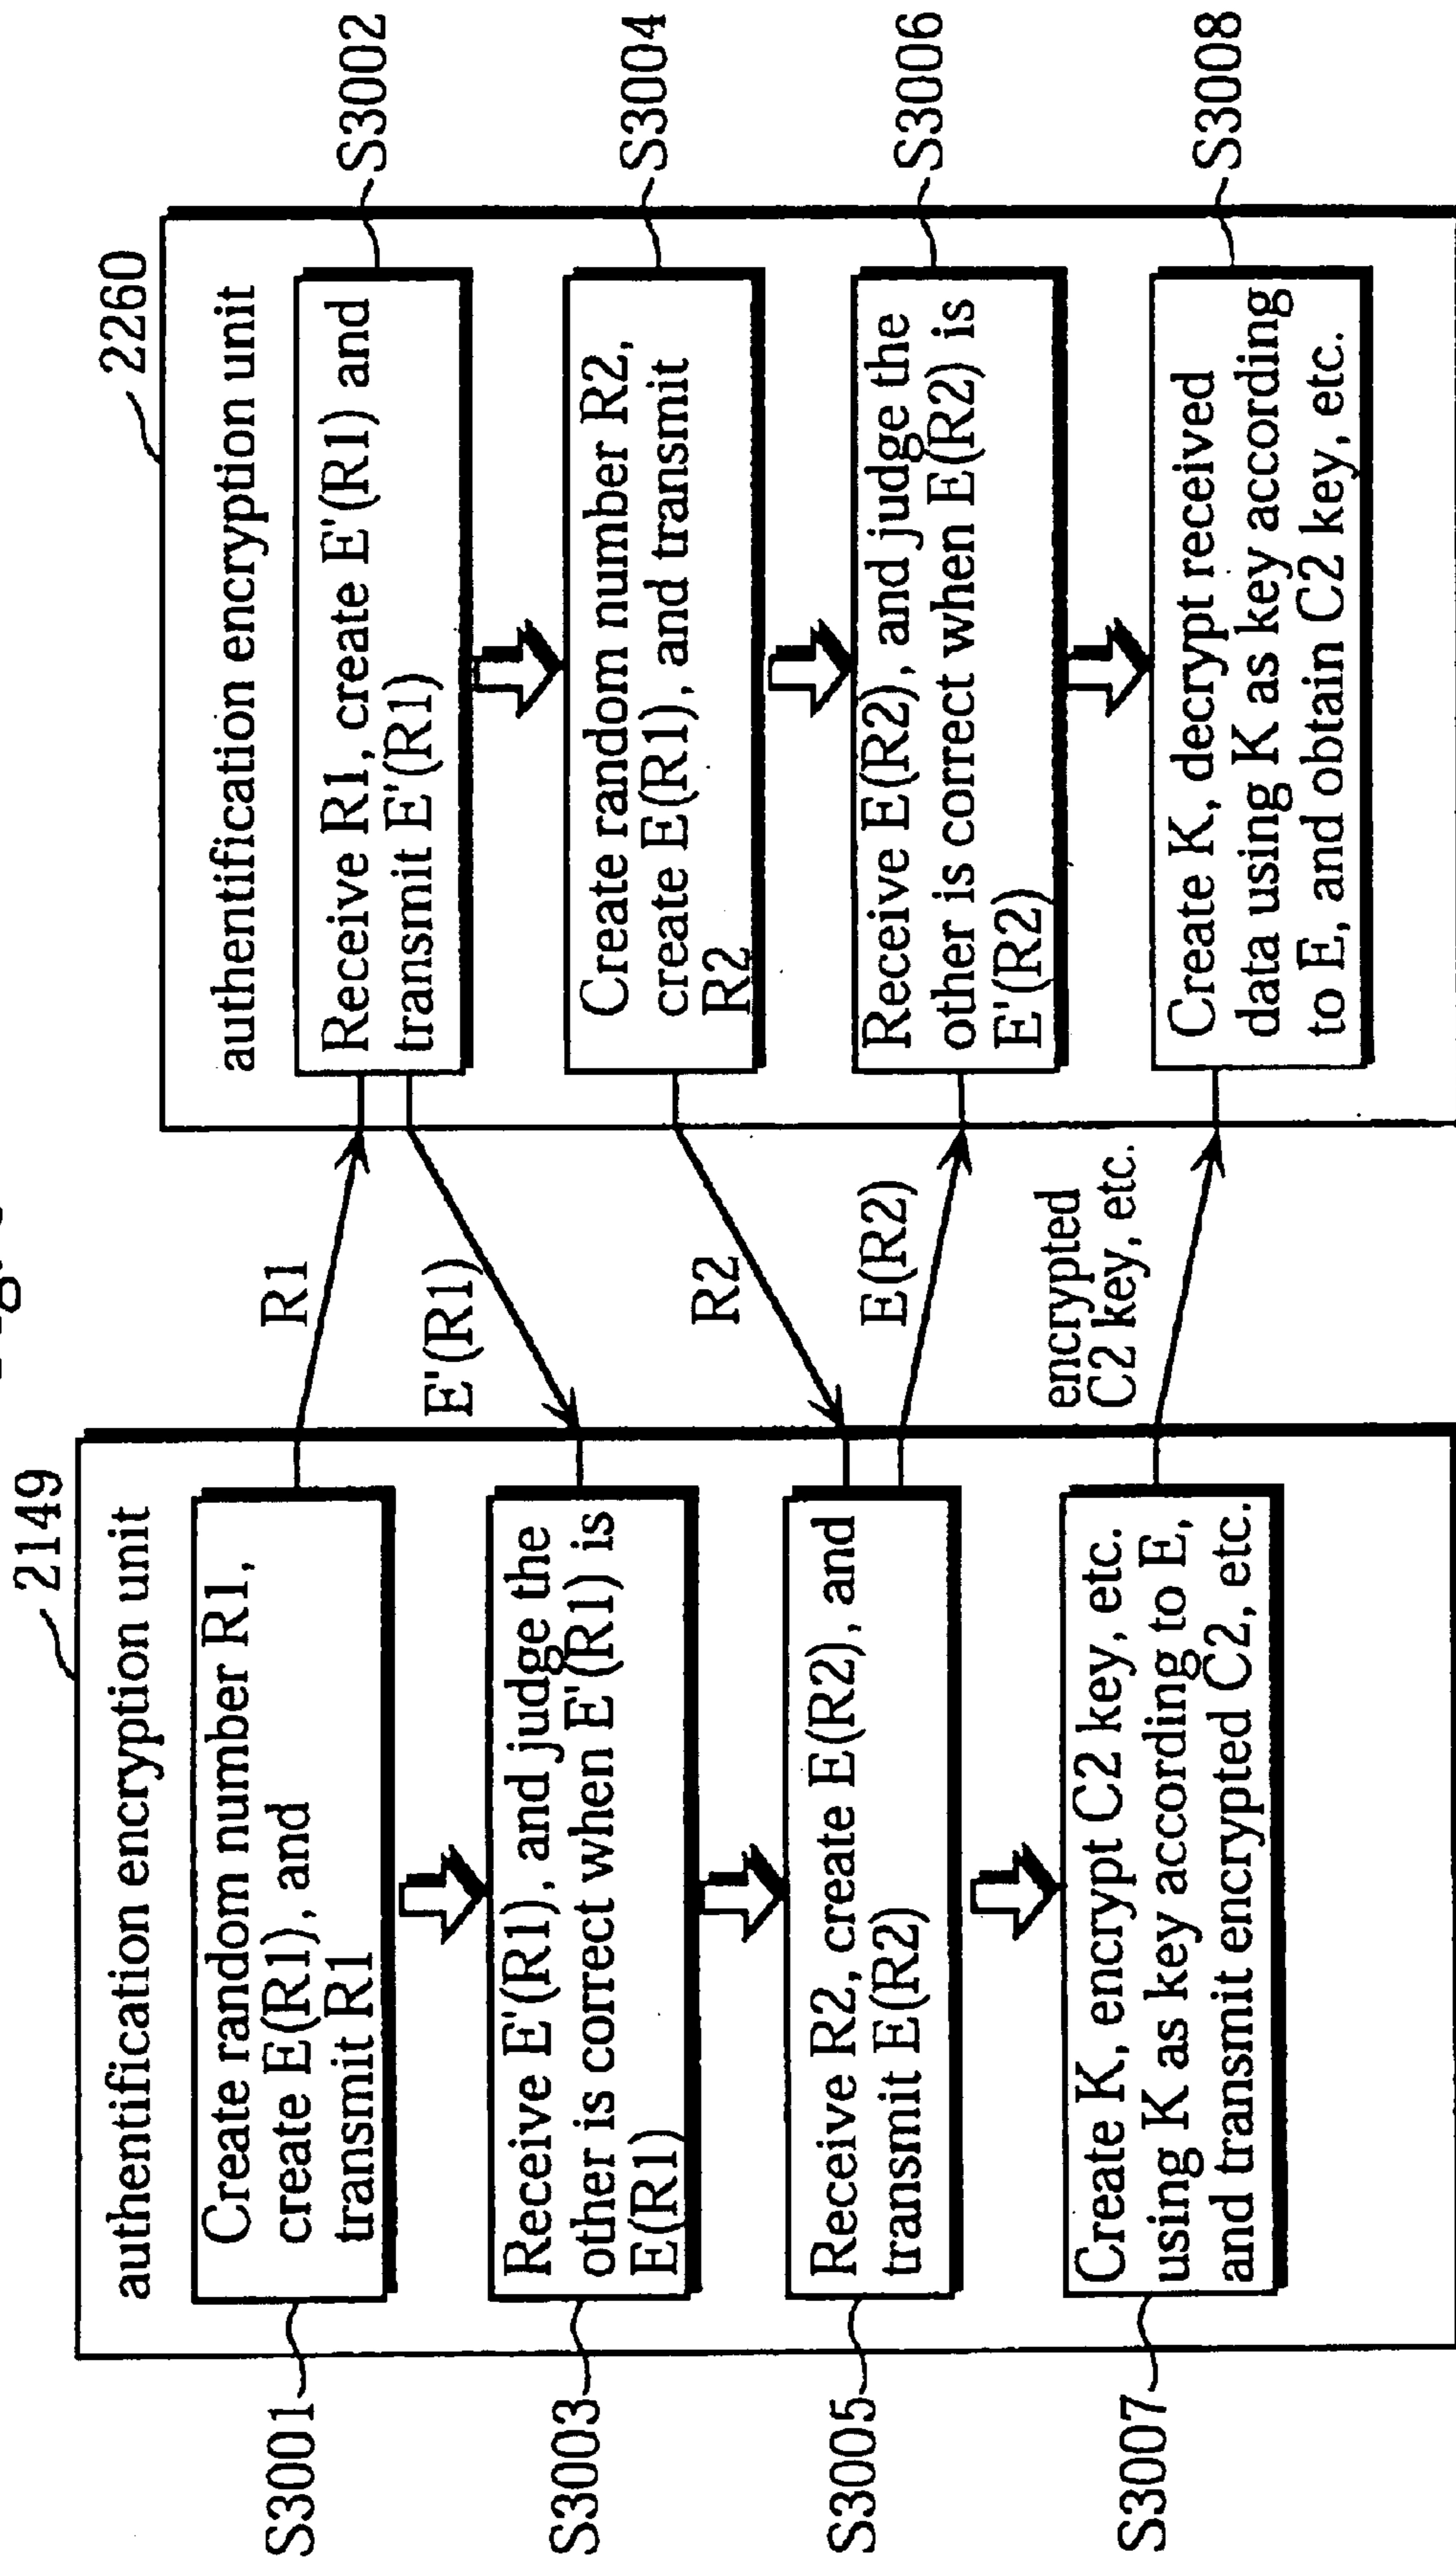 2149
authentification encryption unit
S3001
Create random number R1,
create E(R1), and
transmit R1
S3003
Receive E'(R1), and judge the
other is correct when E'(R1) is
E(R1)
S3005
Receive R2, create E(R2), and
transmit E(R2)
S3007
Create K, encrypt C2 key, etc.
using K as key according to E,
and transmit encrypted C2, etc.
R1
E'(R1)
R2
E(R2)
encrypted
C2 key, etc.
2260
authentification encryption unit
S3002
Receive R1, create E'(R1) and
transmit E'(R1)
S3004
Create random number R2,
create E(R1), and transmit
R2
S3006
Receive E(R2), and judge the
other is correct when E(R2) is
E'(R2)
S3008
Create K, decrypt received
data using K as key according
to E, and obtain C2 key, etc.